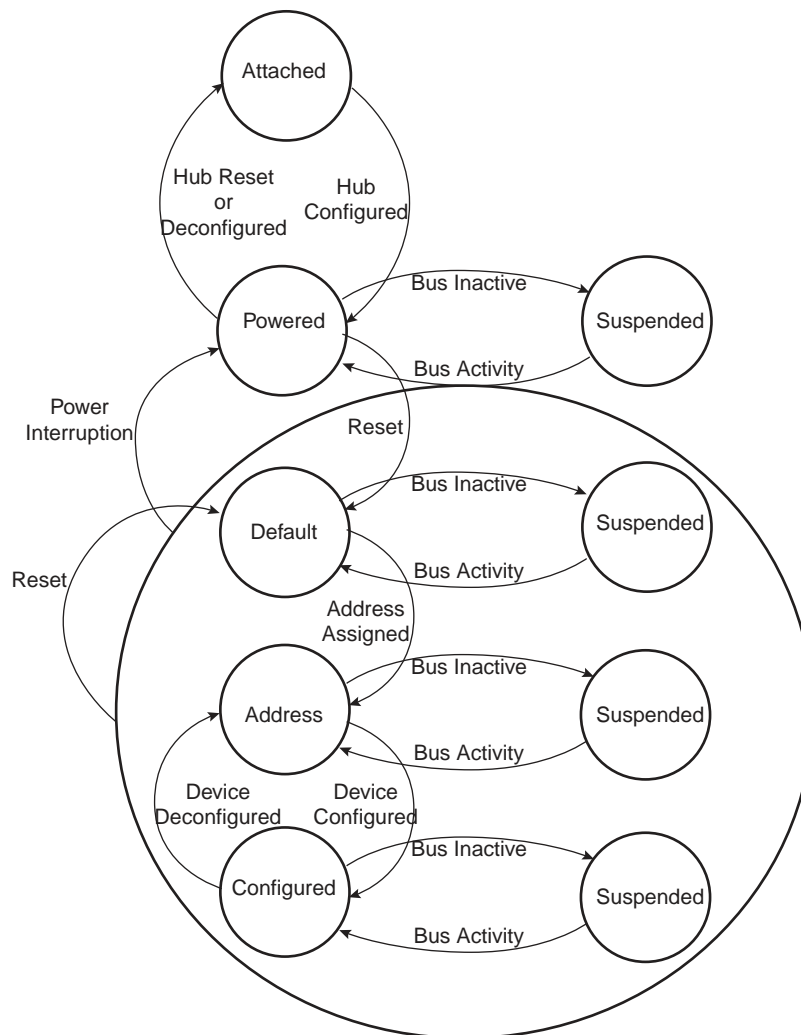 Attached
Hub Reset
or
Deconfigured
Hub
Configured
Bus Inactive
Powered
Suspended
Bus Activity
Power
Interruption
Reset
Bus Inactive
Default
Suspended
Bus Activity
Reset
Address
Assigned
Bus Inactive
Address
Suspended
Bus Activity
Device
Deconfigured
Device
Configured
Bus Inactive
Configured
Suspended
Bus Activity